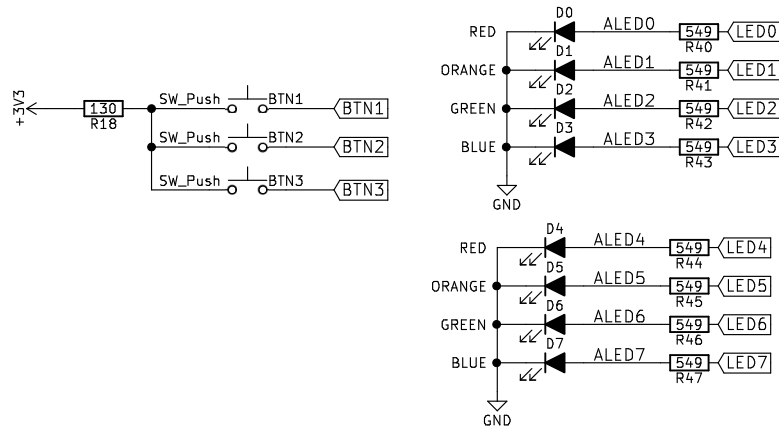 +3V3
130
R18
SW_Push BTN1 BTN1
SW_Push BTN2 BTN2
SW_Push BTN3 BTN3
D0
RED ALED0 549 LED0
R40
D1
ORANGE ALED1 549 LED1
R41
D2
GREEN ALED2 549 LED2
R42
D3
BLUE ALED3 549 LED3
R43
GND
D4
RED ALED4 549 LED4
R44
D5
ORANGE ALED5 549 LED5
R45
D6
GREEN ALED6 549 LED6
R46
D7
BLUE ALED7 549 LED7
R47
GND